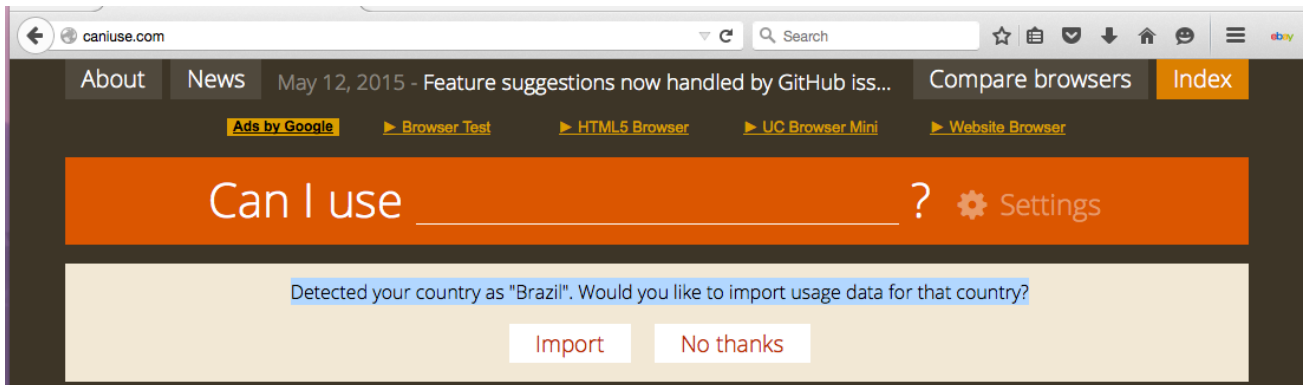 caniuse.com
Search
ebay
About News May 12, 2015 - Feature suggestions now handled by GitHub iss... Compare browsers Index
Ads by Google ► Browser Test ► HTML5 Browser ► UC Browser Mini ► Website Browser
Can I use ? Settings
Detected your country as "Brazil". Would you like to import usage data for that country?
Import No thanks